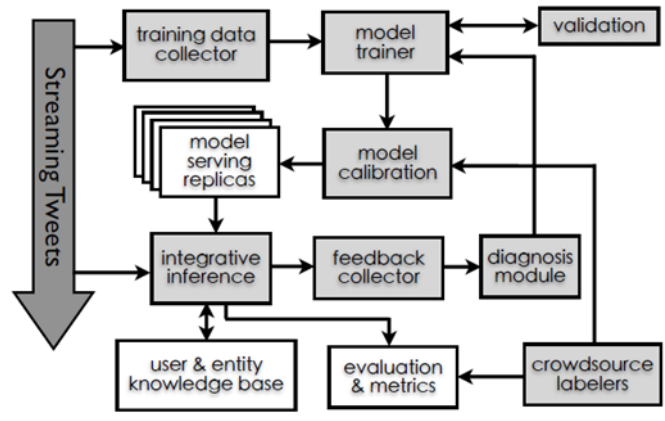 Streaming Tweets
training data
collector
model
trainer
validation
model
serving
replicas
model
calibration
integrative
inference
feedback
collector
diagnosis
module
user & entity
knowledge base
evaluation
& metrics
crowdsource
labelers